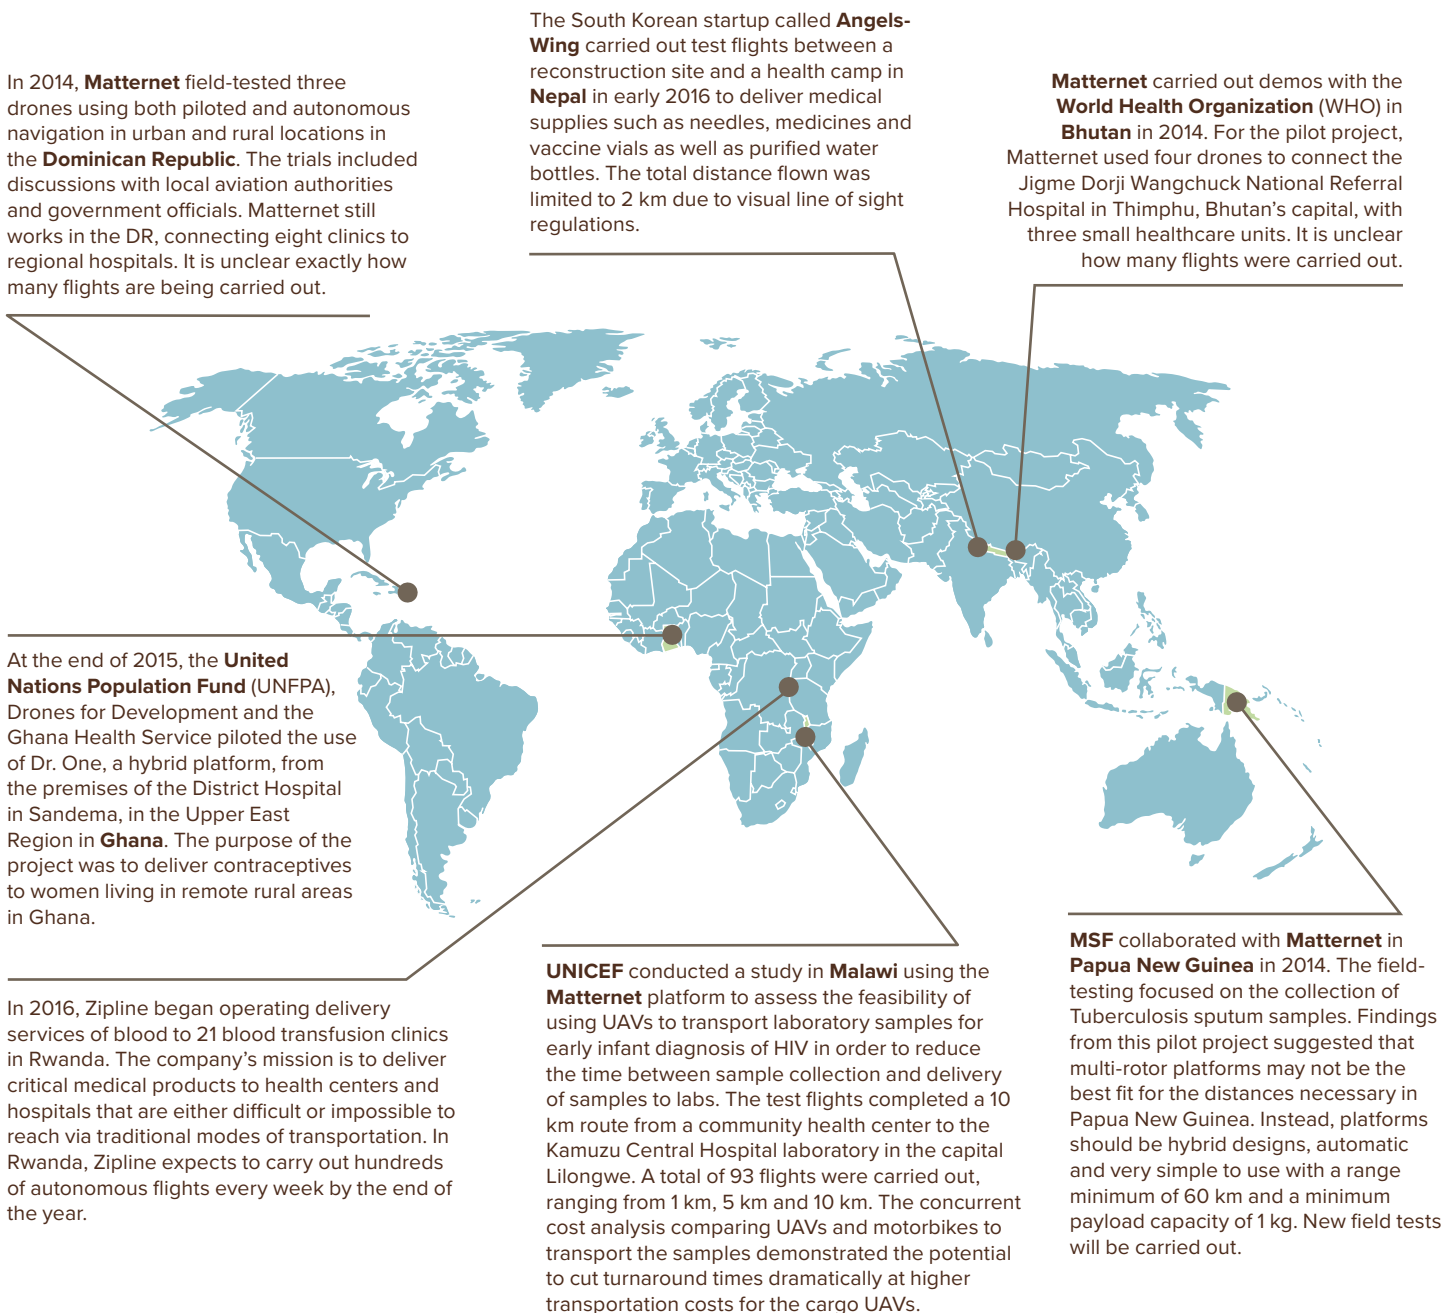 In 2014, Matternet field-tested three
drones using both piloted and autonomous
navigation in urban and rural locations in
the Dominican Republic. The trials included
discussions with local aviation authorities
and government officials. Matternet still
works in the DR, connecting eight clinics to
regional hospitals. It is unclear exactly how
many flights are being carried out.
The South Korean startup called Angels-
Wing carried out test flights between a
reconstruction site and a health camp in
Nepal in early 2016 to deliver medical
supplies such as needles, medicines and
vaccine vials as well as purified water
bottles. The total distance flown was
limited to 2 km due to visual line of sight
regulations.
Matternet carried out demos with the
World Health Organization (WHO) in
Bhutan in 2014. For the pilot project,
Matternet used four drones to connect the
Jigme Dorji Wangchuck National Referral
Hospital in Thimphu, Bhutan's capital, with
three small healthcare units. It is unclear
how many flights were carried out.
At the end of 2015, the United
Nations Population Fund (UNFPA),
Drones for Development and the
Ghana Health Service piloted the use
of Dr. One, a hybrid platform, from
the premises of the District Hospital
in Sandema, in the Upper East
Region in Ghana. The purpose of the
project was to deliver contraceptives
to women living in remote rural areas
in Ghana.
In 2016, Zipline began operating delivery
services of blood to 21 blood transfusion clinics
in Rwanda. The company's mission is to deliver
critical medical products to health centers and
hospitals that are either difficult or impossible to
reach via traditional modes of transportation. In
Rwanda, Zipline expects to carry out hundreds
of autonomous flights every week by the end of
the year.
UNICEF conducted a study in Malawi using the
Matternet platform to assess the feasibility of
using UAVs to transport laboratory samples for
early infant diagnosis of HIV in order to reduce
the time between sample collection and delivery
of samples to labs. The test flights completed a 10
km route from a community health center to the
Kamuzu Central Hospital laboratory in the capital
Lilongwe. A total of 93 flights were carried out,
ranging from 1 km, 5 km and 10 km. The concurrent
cost analysis comparing UAVs and motorbikes to
transport the samples demonstrated the potential
to cut turnaround times dramatically at higher
transportation costs for the cargo UAVs.
MSF collaborated with Matternet in
Papua New Guinea in 2014. The field-
testing focused on the collection of
Tuberculosis sputum samples. Findings
from this pilot project suggested that
multi-rotor platforms may not be the
best fit for the distances necessary in
Papua New Guinea. Instead, platforms
should be hybrid designs, automatic
and very simple to use with a range
minimum of 60 km and a minimum
payload capacity of 1 kg. New field tests
will be carried out.